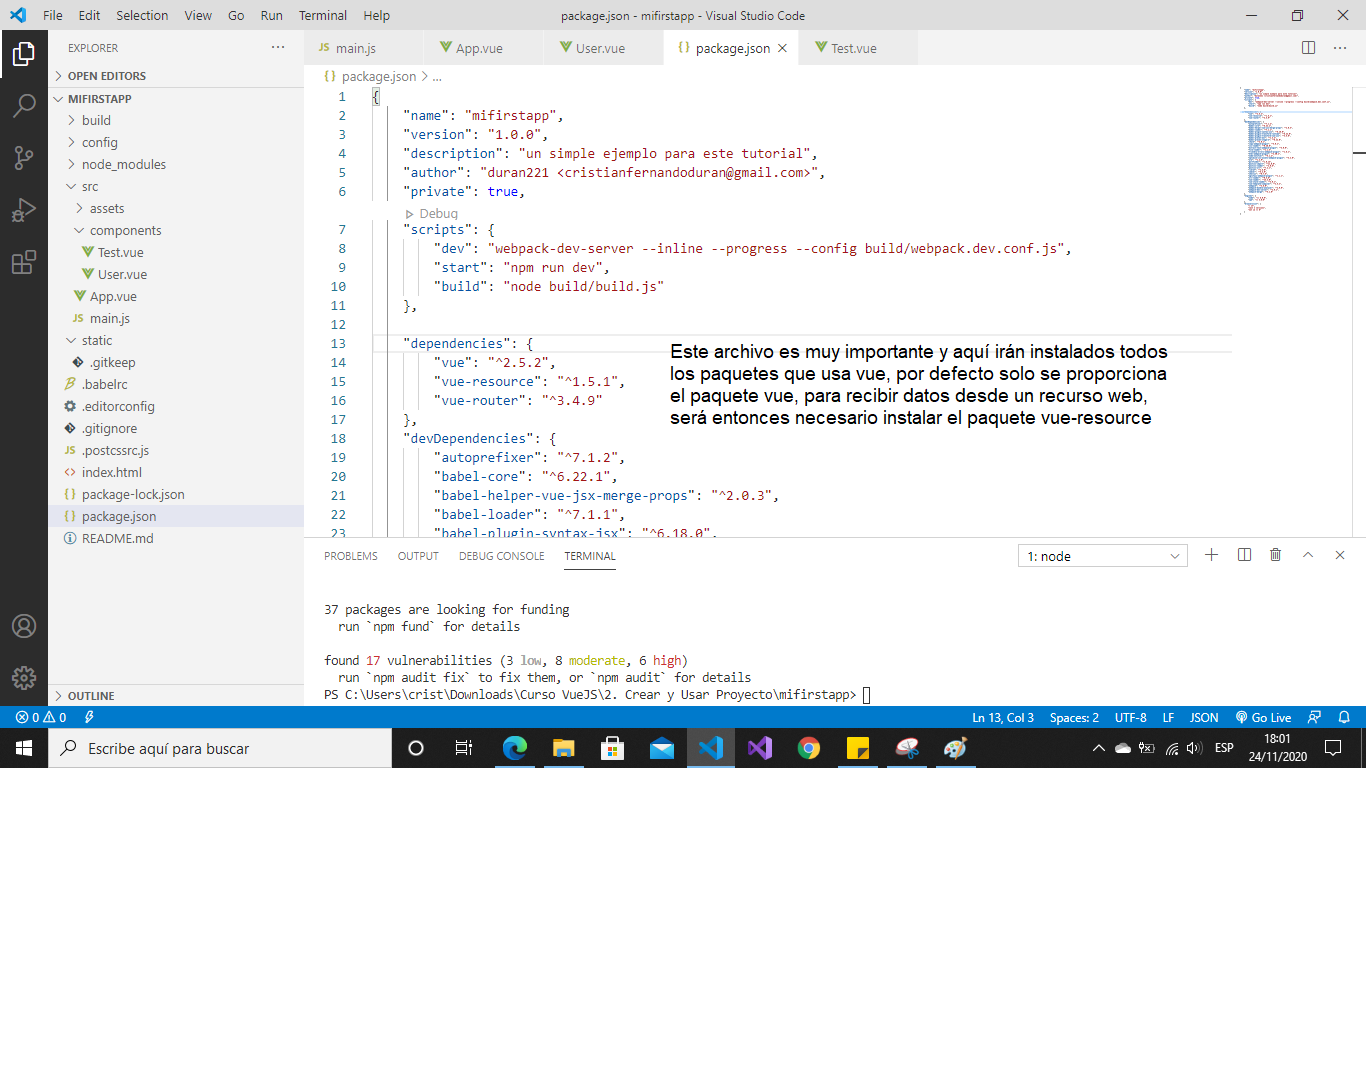 File Edit Selection View Go Run Terminal Help
package.json - mifirstapp - Visual Studio Code
EXPLORER
OPEN EDITORS
MIFIRSTAPP
build
config
node_modules
src
assets
components
Test.vue
User.vue
App.vue
JS main.js
static
.gitkeep
.babelrc
.editorconfig
.gitignore
JS .postcssrc.js
<> index.html
{} package-lock.json
{} package.json
README.md
OUTLINE
JS main.js App.vue User.vue {} package.json Test.vue
{} package.json > ...
1 {
2 "name": "mifirstapp",
3 "version": "1.0.0",
4 "description": "un simple ejemplo para este tutorial",
5 "author": "duran221 <cristianfernandoduran@gmail.com>",
6 "private": true,
Debug
7 "scripts": {
8 "dev": "webpack-dev-server --inline --progress --config build/webpack.dev.conf.js",
9 "start": "npm run dev",
10 "build": "node build/build.js"
11 },
12
13 "dependencies": {
14 "vue": "^2.5.2",
15 "vue-resource": "^1.5.1",
16 "vue-router": "^3.4.9"
17 },
18 "devDependencies": {
19 "autoprefixer": "^7.1.2",
20 "babel-core": "^6.22.1",
21 "babel-helper-vue-jsx-merge-props": "^2.0.3",
22 "babel-loader": "^7.1.1",
23 "babel-plugin-syntax-jsx": "^6.18.0",
Este archivo es muy importante y aquí irán instalados todos
los paquetes que usa vue, por defecto solo se proporciona
el paquete vue, para recibir datos desde un recurso web,
será entonces necesario instalar el paquete vue-resource
PROBLEMS OUTPUT DEBUG CONSOLE TERMINAL
1: node
37 packages are looking for funding
run `npm fund` for details
found 17 vulnerabilities (3 low, 8 moderate, 6 high)
run `npm audit fix` to fix them, or `npm audit` for details
PS C:\Users\crist\Downloads\Curso VueJS\2. Crear y Usar Proyecto\mifirstapp>
0 0
Ln 13, Col 3 Spaces: 2 UTF-8 LF JSON Go Live
Escribe aquí para buscar
ESP
18:01
24/11/2020